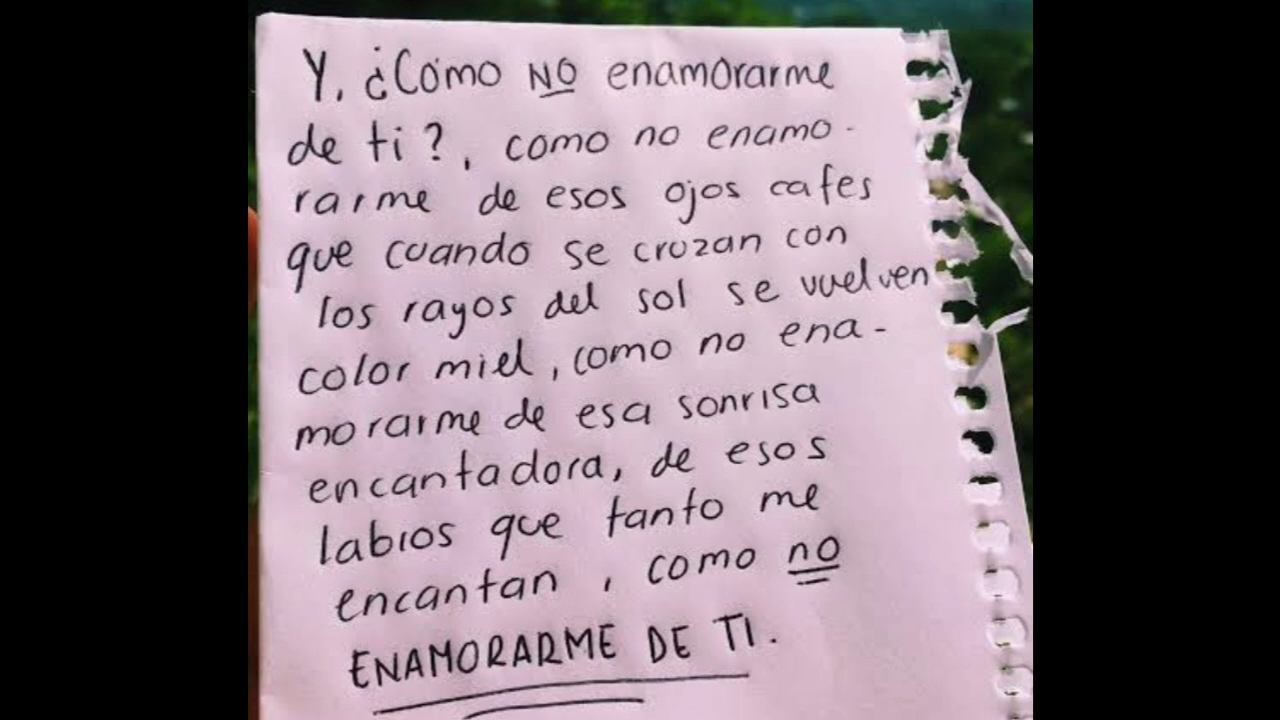 Y, ¿Cómo NO enamorarme
de ti?, como no enamo-
rarme de esos ojos cafes
que cuando se cruzan con
los rayos del sol se vuelven
color miel, como no ena-
morarme de esa sonrisa
encantadora, de esos
labios que tanto me
encantan, como no
ENAMORARME DE TI.